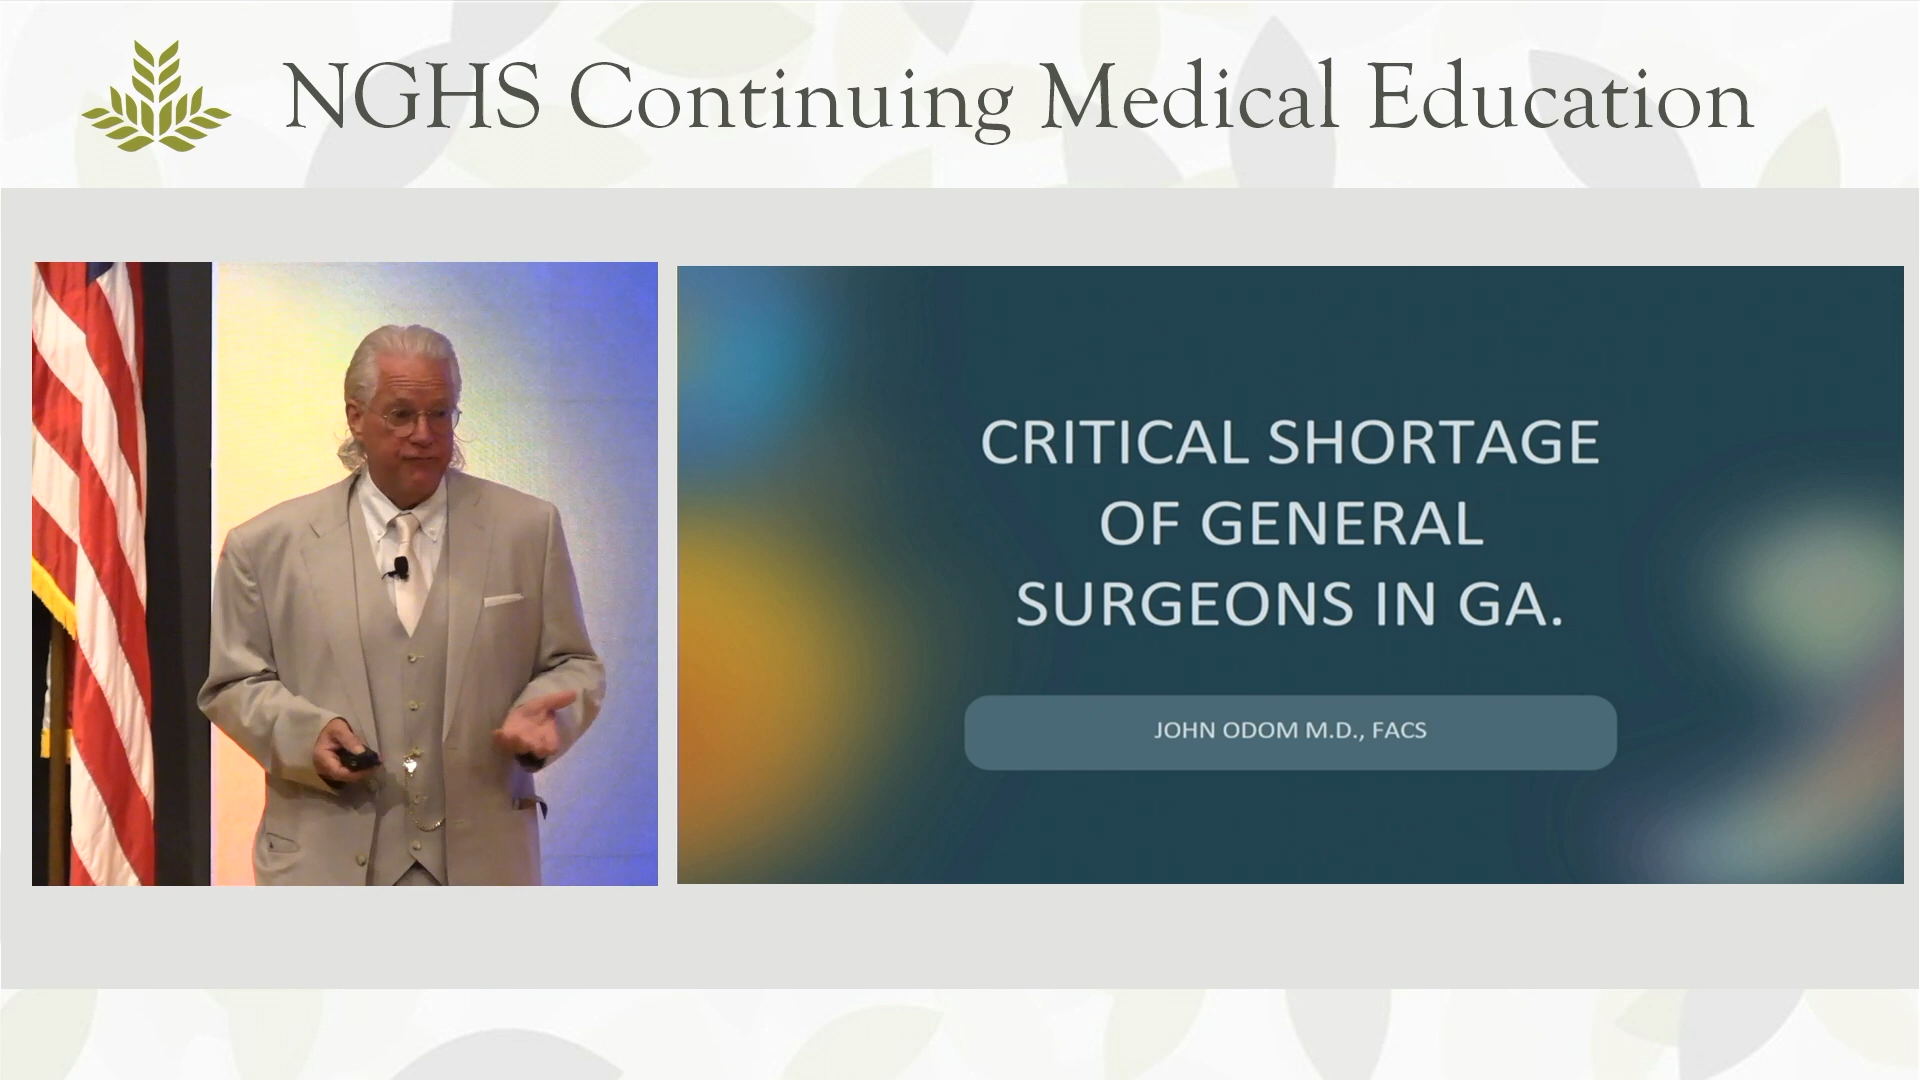 NGHS Continuing Medical Education
CRITICAL SHORTAGE
OF GENERAL
SURGEONS IN GA.
JOHN ODOM M.D., FACS